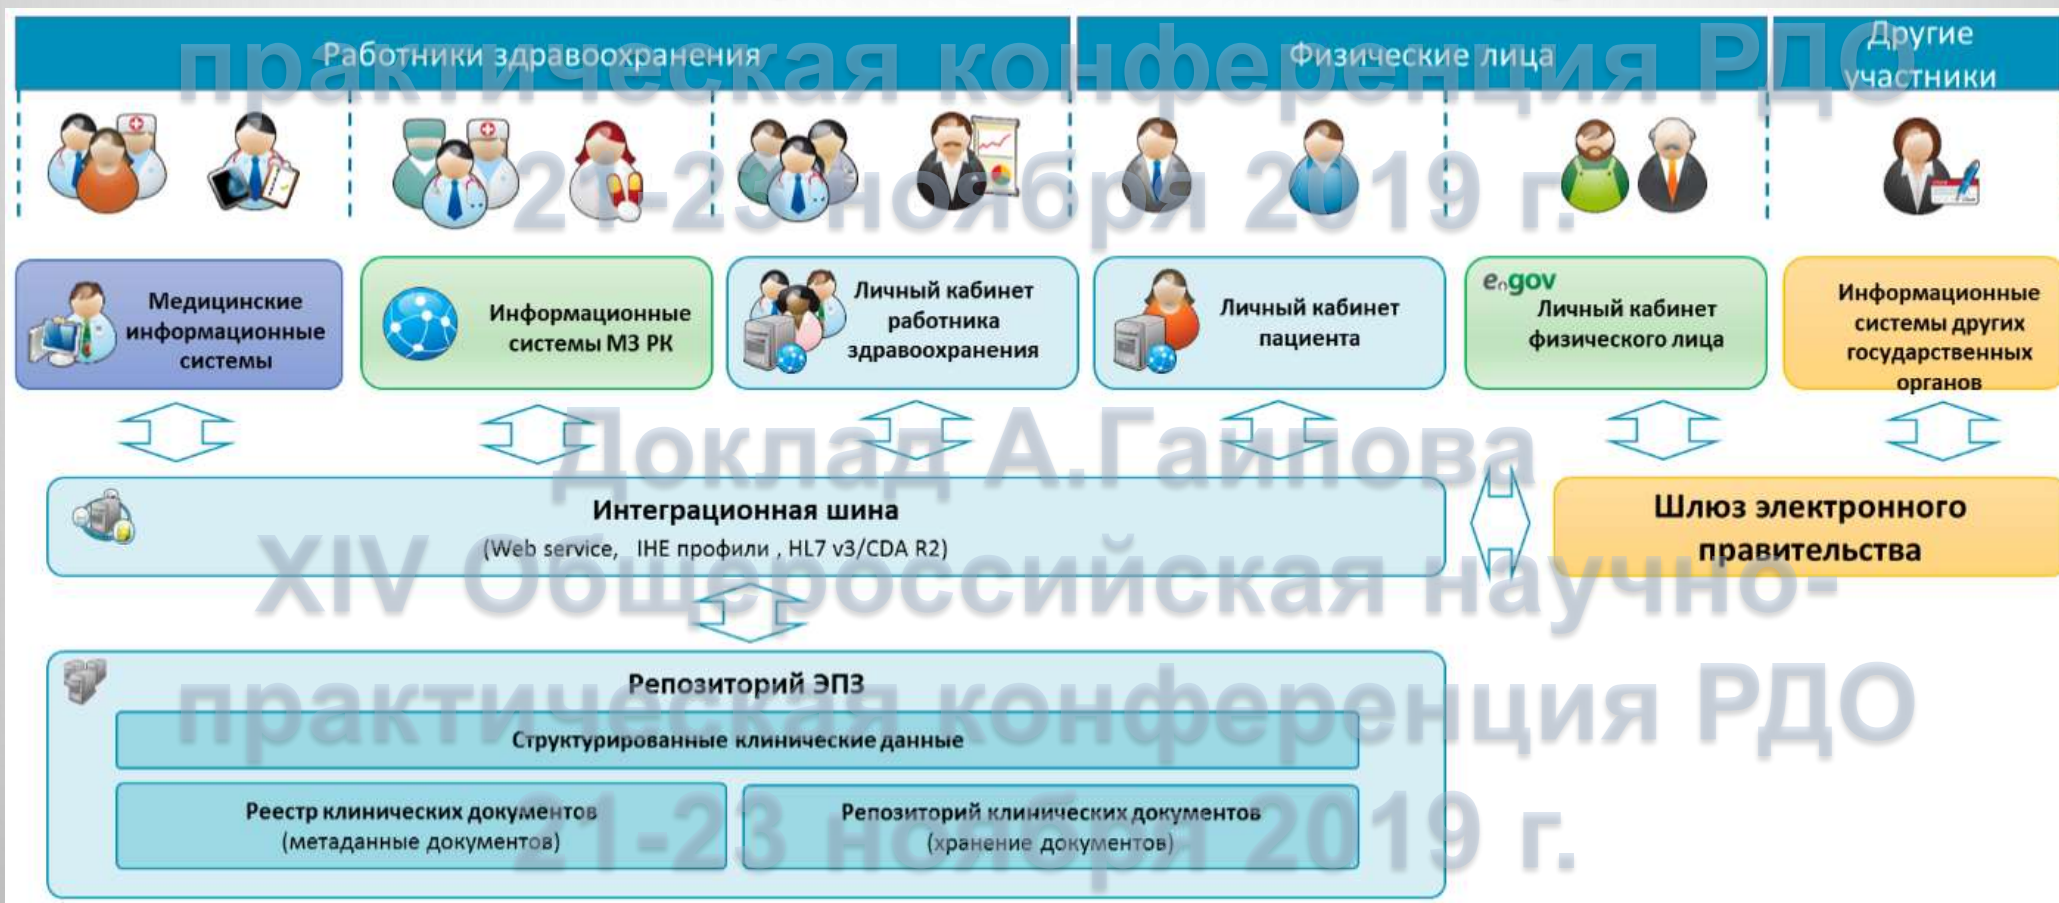 Работники здравоохранения
Физические лица
Другие
участники
Медицинские
информационные
системы
Информационные
системы МЗ РК
Личный кабинет
работника
здравоохранения
Личный кабинет
пациента
e.gov
Личный кабинет
физического лица
Информационные
системы других
государственных
органов
Интеграционная шина
(Web service, IHE профили , HL7 v3/CDA R2)
Шлюз электронного
правительства
Репозиторий ЭПЗ
Структурированные клинические данные
Реестр клинических документов
(метаданные документов)
Репозиторий клинических документов
(хранение документов)
практическая конференция РДО
21-23 ноября 2019 г.
Доклад А.Гаипова
XIV Общероссийская научно-
практическая конференция РДО
21-23 ноября 2019 г.